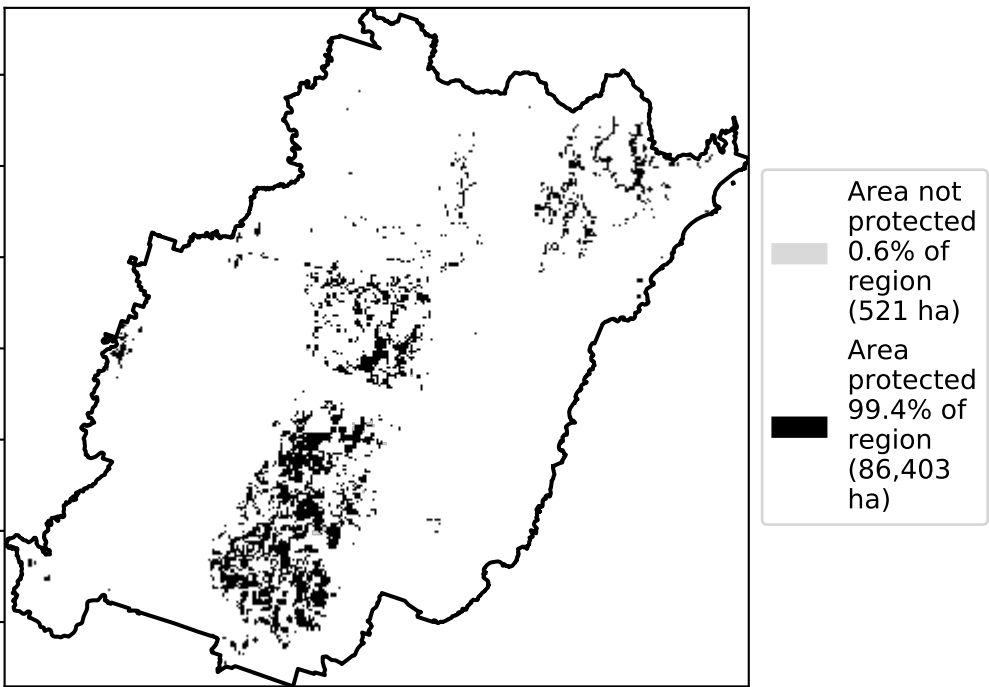 Area not
protected
0.6% of
region
(521 ha)
Area
protected
99.4% of
region
(86,403
ha)